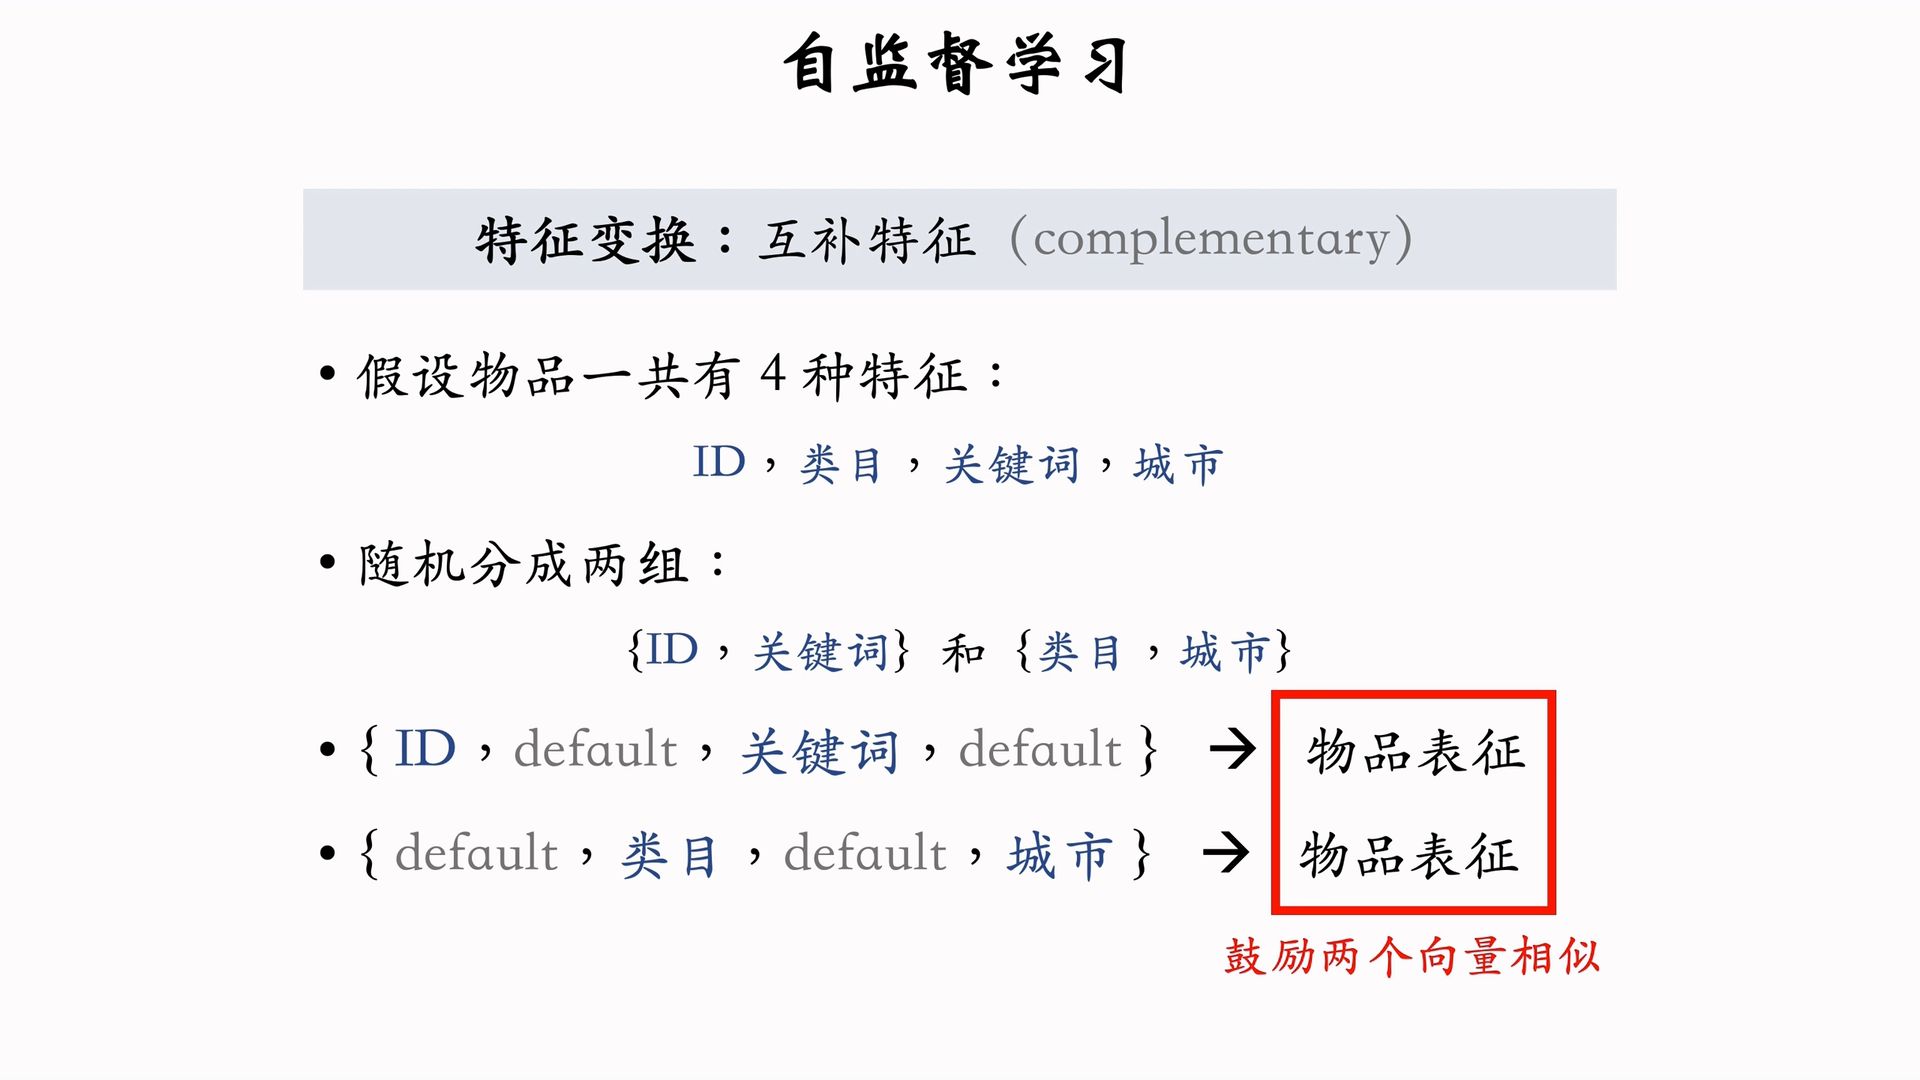 自监督学习
特征变换：互补特征（complementary）
• 假设物品一共有 4 种特征：
ID，类目，关键词，城市
• 随机分成两组：
{ID，关键词} 和 {类目，城市}
• { ID，default，关键词，default } → 物品表征
• { default，类目，default，城市 } → 物品表征
鼓励两个向量相似